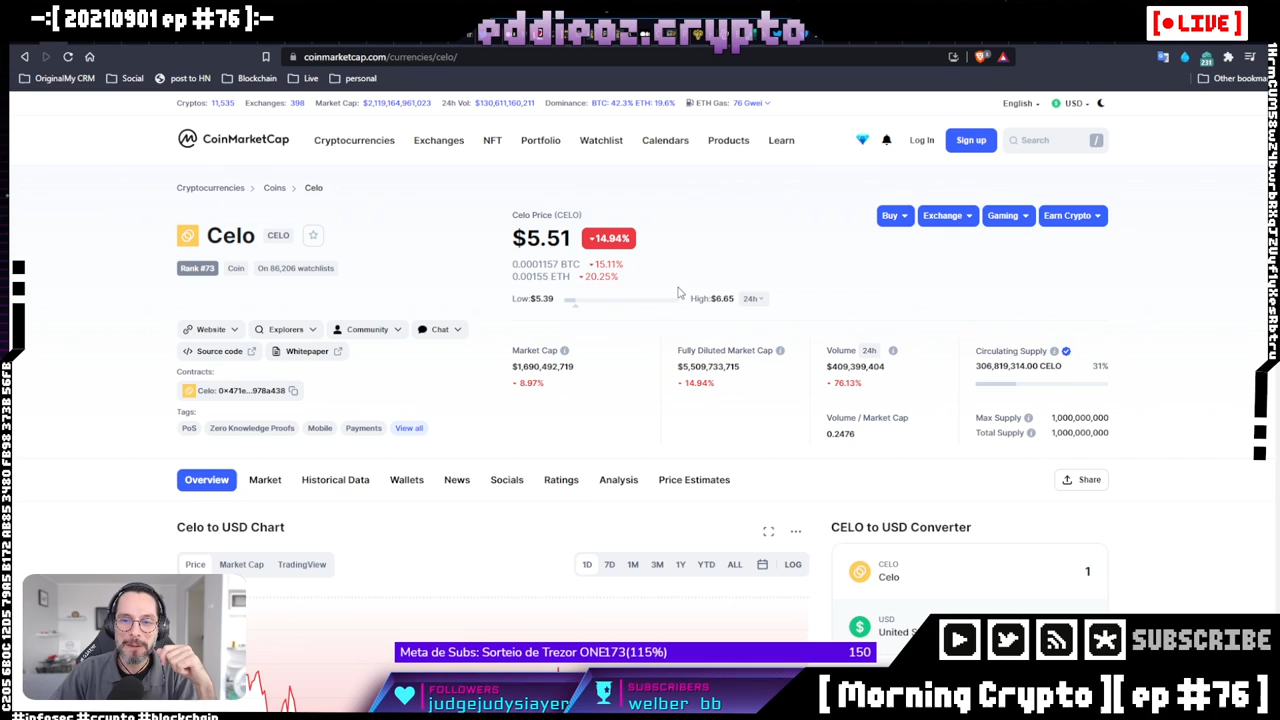 -:[ 20210901 ep #76 ]:-
eddieoz.crypto
[ • LIVE ]
coinmarketcap.com/currencies/celo/
231
OriginalMy CRM
Social
post to HN
Blockchain
Live
personal
Other bookma
Cryptos: 11,535 Exchanges: 398 Market Cap: $2,119,164,961,023 24h Vol: $130,611,160,211 Dominance: BTC: 42.3% ETH: 19.6% ETH Gas: 76 Gwei
English
USD
CoinMarketCap
Cryptocurrencies Exchanges NFT Portfolio Watchlist Calendars Products Learn
Log In
Sign up
Search
/
Cryptocurrencies > Coins > Celo
Celo Price (CELO)
Buy
Exchange
Gaming
Earn Crypto
Celo CELO
$5.51 14.94%
0.0001157 BTC 15.11%
0.00155 ETH 20.25%
Rank #73 Coin On 86,206 watchlists
Low:$5.39
High:$6.65 24h
Website
Explorers
Community
Chat
Source code
Whitepaper
Contracts:
Celo: 0x471e...978a438
Tags:
PoS Zero Knowledge Proofs Mobile Payments View all
Market Cap
$1,690,492,719
8.97%
Fully Diluted Market Cap
$5,509,733,715
14.94%
Volume 24h
$409,399,404
76.13%
Volume / Market Cap
0.2476
Circulating Supply
306,819,314.00 CELO 31%
Max Supply 1,000,000,000
Total Supply 1,000,000,000
Overview Market Historical Data Wallets News Socials Ratings Analysis Price Estimates
Share
Celo to USD Chart
CELO to USD Converter
Price Market Cap TradingView
1D 7D 1M 3M 1Y YTD ALL LOG
CELO
Celo
1
USD
United S
Meta de Subs: Sorteio de Trezor ONE173(115%) 150
SUBSCRIBE
FOLLOWERS
judgejudysiayer
SUBSCRIBERS
welber_bb
[ Morning Crypto ][ ep #76 ]
#infosec #crypto #blockchain